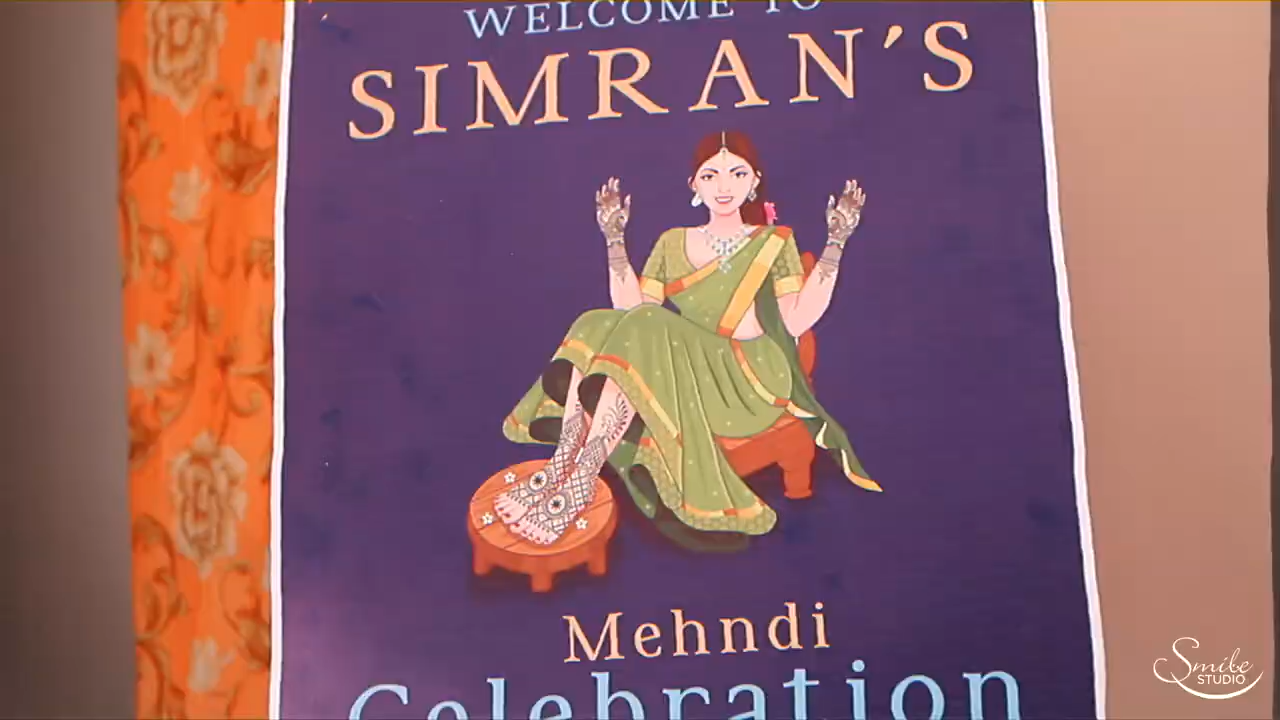 WELCOME TO
SIMRAN'S
Mehndi
Celebration
Smile
STUDIO